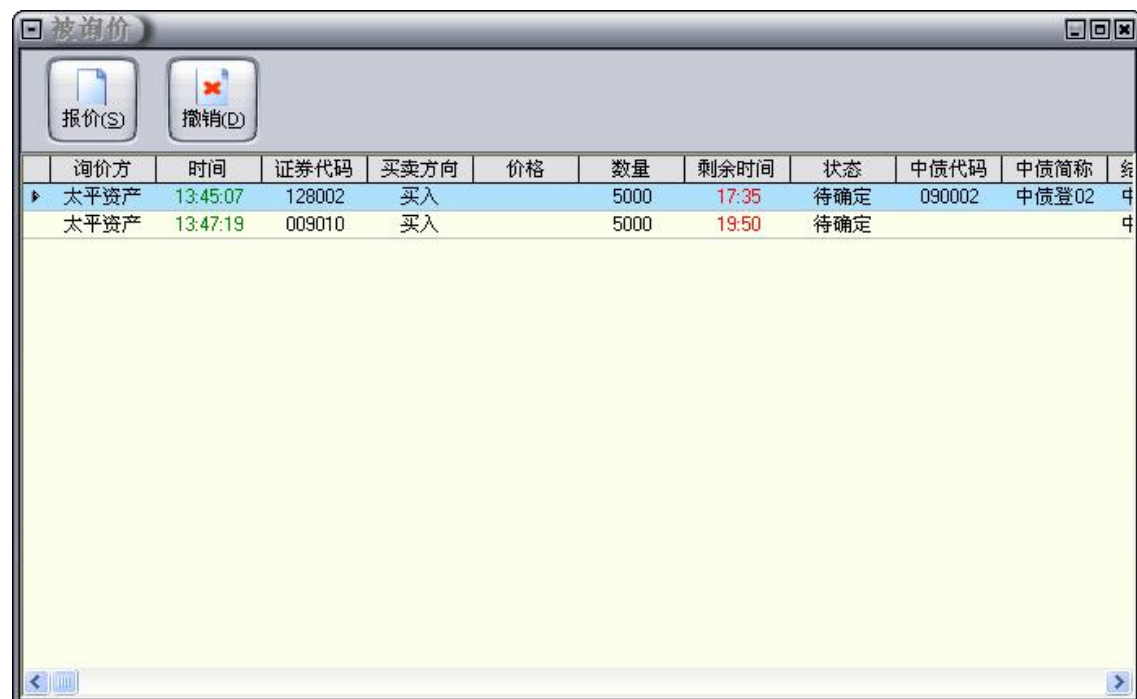 被询价
报价(S) 撤销(D)
询价方 时间 证券代码 买卖方向 价格 数量 剩余时间 状态 中债代码 中债简称
太平资产 13:45:07 128002 买入 5000 17:35 待确定 090002 中债登02 中
太平资产 13:47:19 009010 买入 5000 19:50 待确定 中